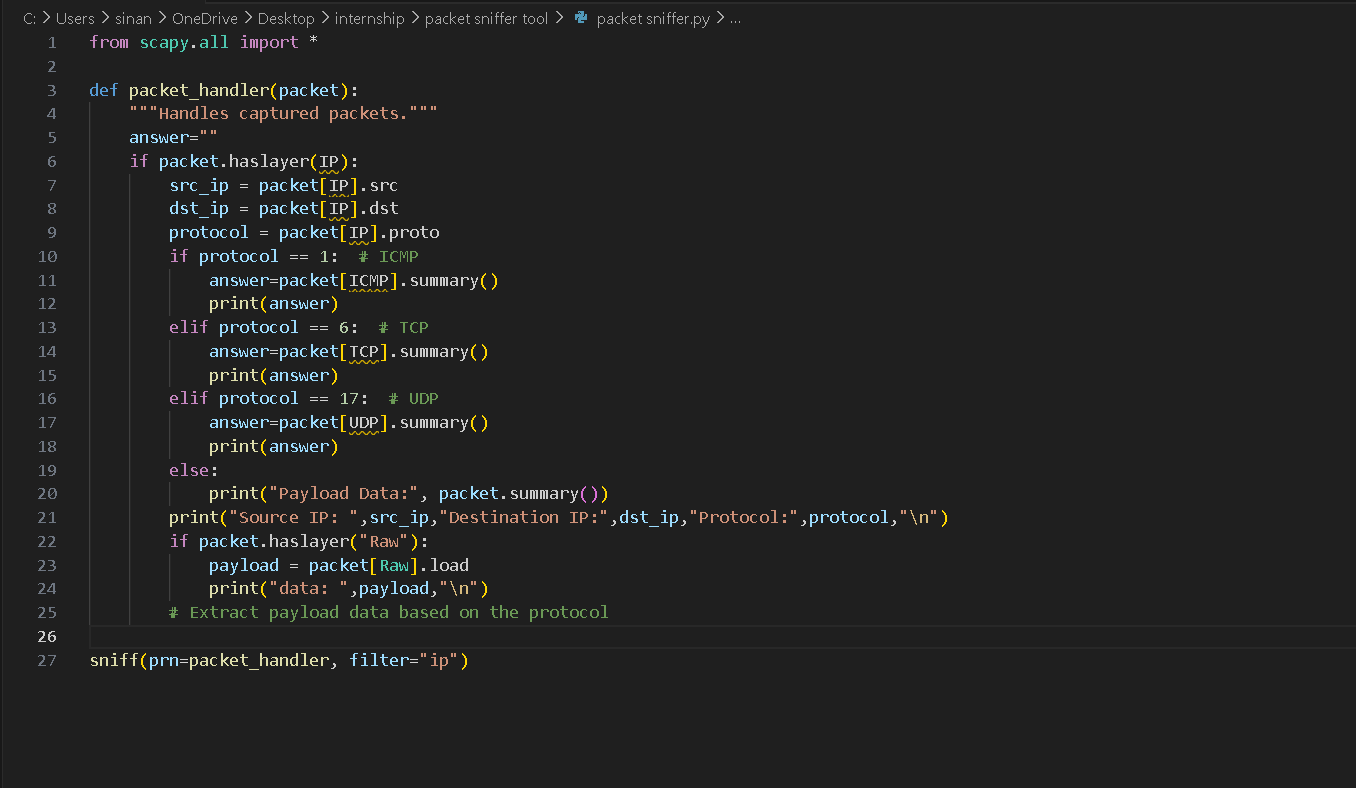 C: > Users > sinan > OneDrive > Desktop > internship > packet sniffer tool > packet sniffer.py > ...
1 from scapy.all import *
2
3 def packet_handler(packet):
4     """Handles captured packets."""
5     answer=""
6     if packet.haslayer(IP):
7         src_ip = packet[IP].src
8         dst_ip = packet[IP].dst
9         protocol = packet[IP].proto
10         if protocol == 1:  # ICMP
11             answer=packet[ICMP].summary()
12             print(answer)
13         elif protocol == 6:  # TCP
14             answer=packet[TCP].summary()
15             print(answer)
16         elif protocol == 17:  # UDP
17             answer=packet[UDP].summary()
18             print(answer)
19         else:
20             print("Payload Data:", packet.summary())
21         print("Source IP: ",src_ip,"Destination IP:",dst_ip,"Protocol:",protocol,"\n")
22         if packet.haslayer("Raw"):
23             payload = packet[Raw].load
24             print("data: ",payload,"\n")
25         # Extract payload data based on the protocol
26
27 sniff(prn=packet_handler, filter="ip")